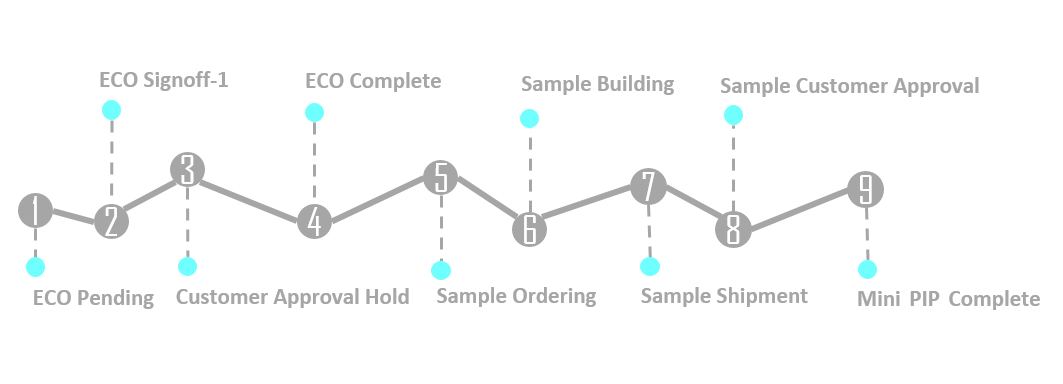 ECO Signoff-1
ECO Complete
Sample Building
Sample Customer Approval
1
2
3
4
5
6
7
8
9
ECO Pending
Customer Approval Hold
Sample Ordering
Sample Shipment
Mini PIP Complete